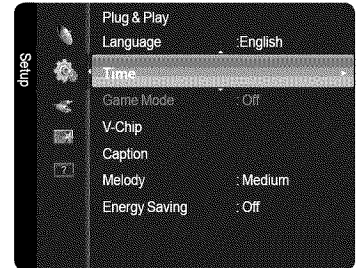 Setup
Plug & Play
Language :English
Time
Game Mode : Off
V-Chip
Caption
Melody : Medium
Energy Saving : Off
?